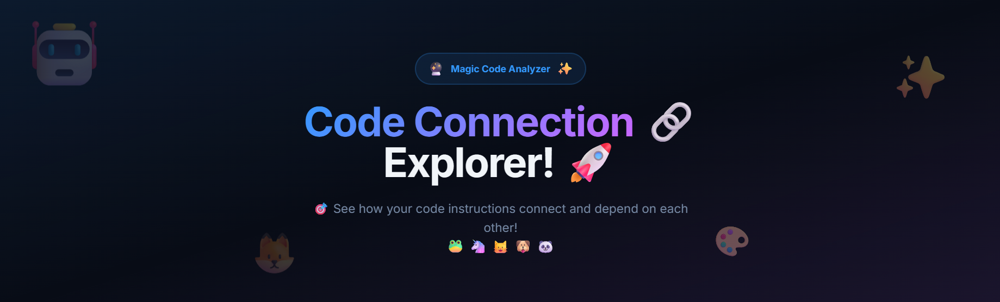 Magic Code Analyzer
Code Connection
Explorer!
See how your code instructions connect and depend on each
other!